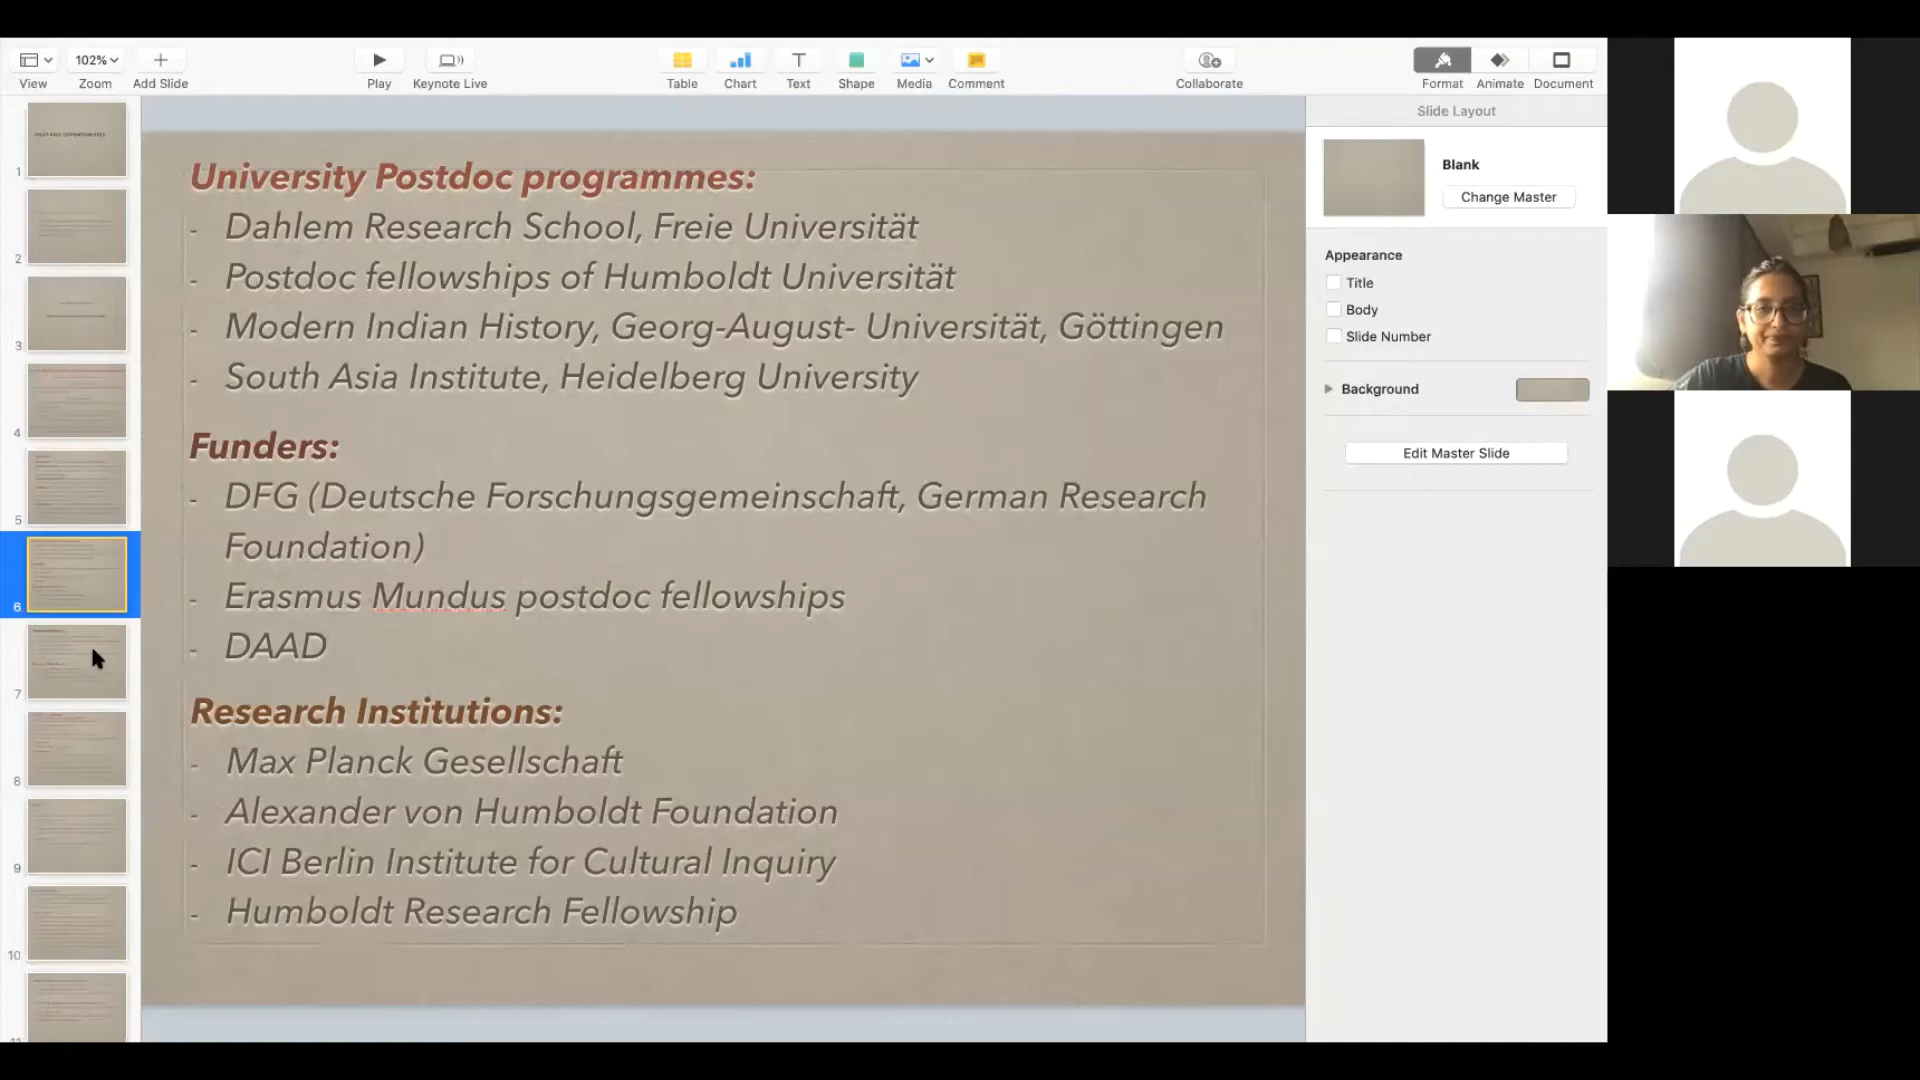 View
102%
Zoom
Add Slide
Play
Keynote Live
Table
Chart
Text
Shape
Media
Comment
Collaborate
Format
Animate
Document
Slide Layout
Blank
Change Master
Appearance
Title
Body
Slide Number
Background
Edit Master Slide
1
2
3
4
5
6
7
8
9
10
11
University Postdoc programmes:
- Dahlem Research School, Freie Universität
- Postdoc fellowships of Humboldt Universität
- Modern Indian History, Georg-August- Universität, Göttingen
- South Asia Institute, Heidelberg University
Funders:
- DFG (Deutsche Forschungsgemeinschaft, German Research
Foundation)
- Erasmus Mundus postdoc fellowships
- DAAD
Research Institutions:
- Max Planck Gesellschaft
- Alexander von Humboldt Foundation
- ICI Berlin Institute for Cultural Inquiry
- Humboldt Research Fellowship